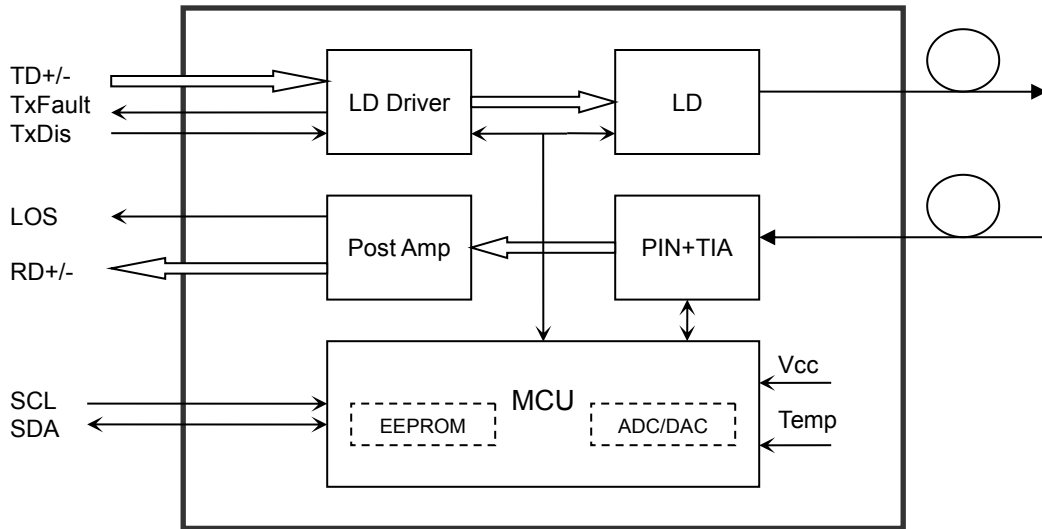 TD+/-
TxFault
TxDis
LD Driver
LD
LOS
RD+/-
Post Amp
PIN+TIA
SCL
SDA
MCU
EEPROM
ADC/DAC
Vcc
Temp